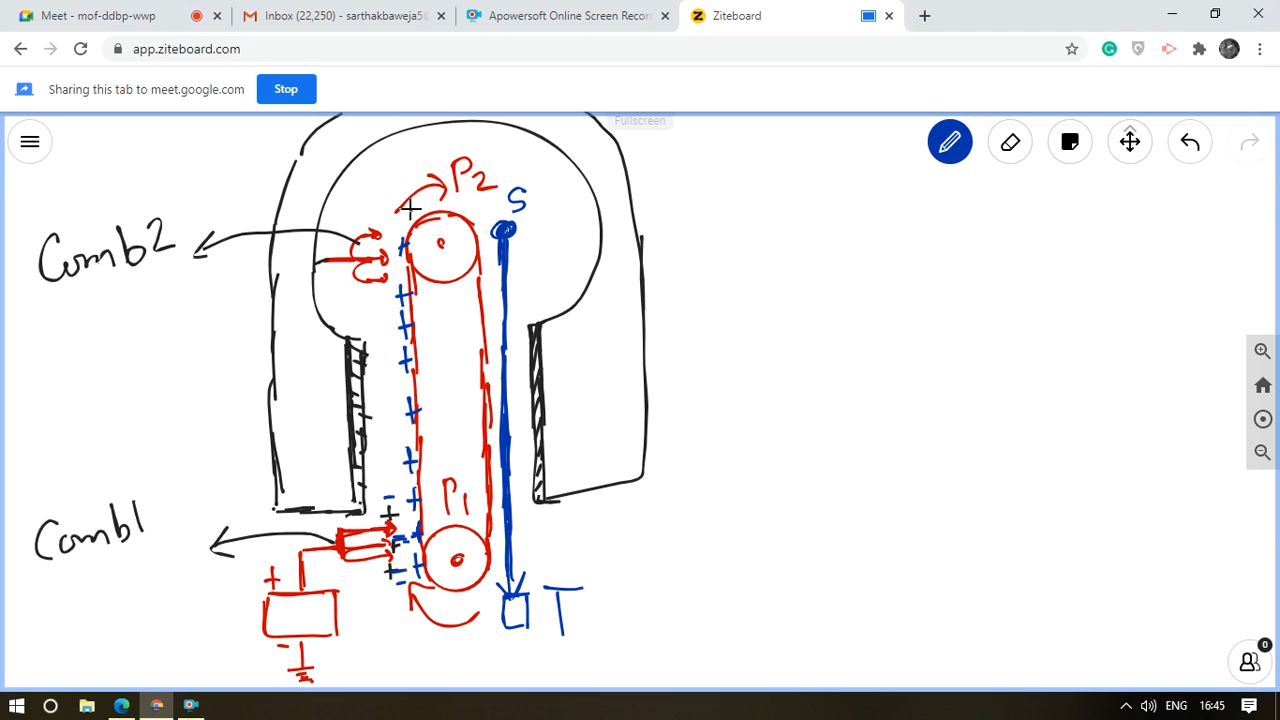 Meet - mof-ddbp-wwp
Inbox (22,250) - sarthakbaweja5
Apowersoft Online Screen Recor
Ziteboard
app.ziteboard.com
Sharing this tab to meet.google.com
Stop
Fullscreen
P2
S
Comb2
+
+
+
+
+
+
P1
- +
+
Comb1
- +
+
+ - +
+
-
T
-
0
ENG
16:45